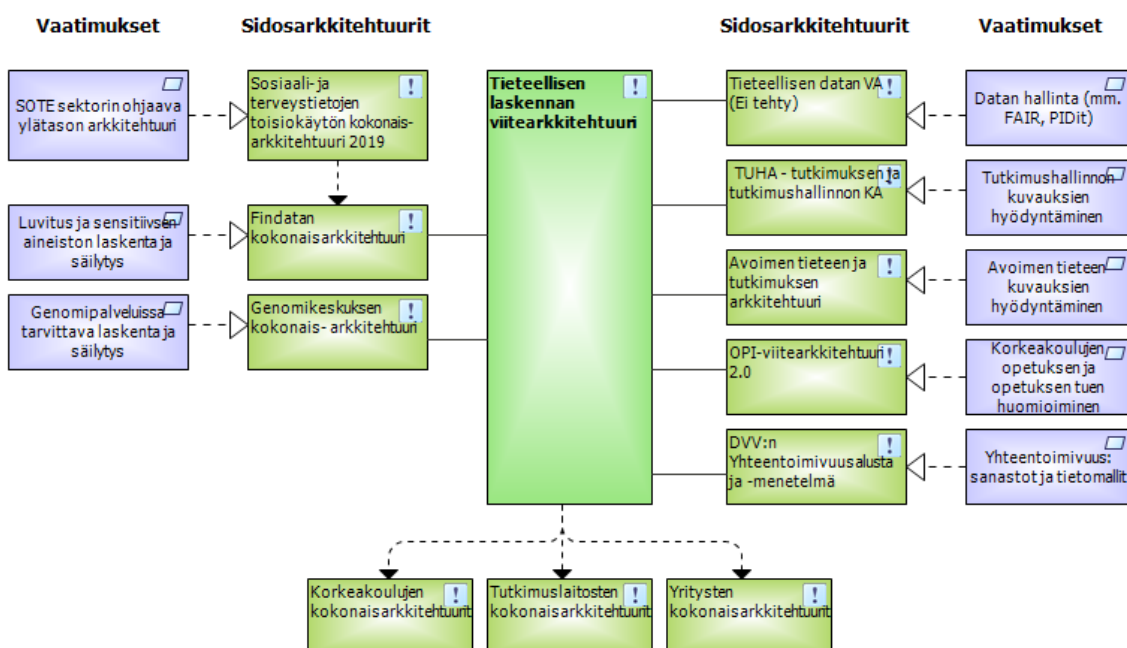 Vaatimukset
Sidosarkkitehtuurit
Sidosarkkitehtuurit
Vaatimukset
SOTE sektorin ohjaava
ylätason arkkitehtuuri
Sosiaali- ja
terveystietojen
toisiokäytön kokonais-
arkkitehtuuri 2019
Tieteellisen
laskennan
viitearkkitehtuuri
Tieteellisen datan VA
(Ei tehty)
Datan hallinta (mm.
FAIR, PIDit)
TUHA - tutkimuksen ja
tutkimushallinnon KA
Tutkimushallinnon
kuvauksien
hyödyntäminen
Luvitus ja sensitiivsen
aineiston laskenta ja
säilytys
Findatan
kokonaisarkkitehtuuri
Avoimen tieteen ja
tutkimuksen
arkkitehtuuri
Avoimen tieteen
kuvauksien
hyödyntäminen
Genomipalveluissa
tarvittava laskenta ja
säilytys
Genomikeskuksen
kokonais- arkkitehtuuri
OPI-viitearkkitehtuuri
2.0
Korkeakoulujen
opetuksen ja
opetuksen tuen
huomioiminen
DVV:n
Yhteentoimivuusalusta
ja -menetelmä
Yhteentoimivuus:
sanastot ja tietomallit
Korkeakoulujen
kokonaisarkkitehtuurit
Tutkimuslaitosten
kokonaisarkkitehtuurit
Yritysten
kokonaisarkkitehtuurit